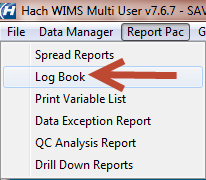 Hach WIMS Multi User v7.6.7 - SAV
File Data Manager Report Pac Graph
Spread Reports
Log Book
Print Variable List
Data Exception Report
QC Analysis Report
Drill Down Reports